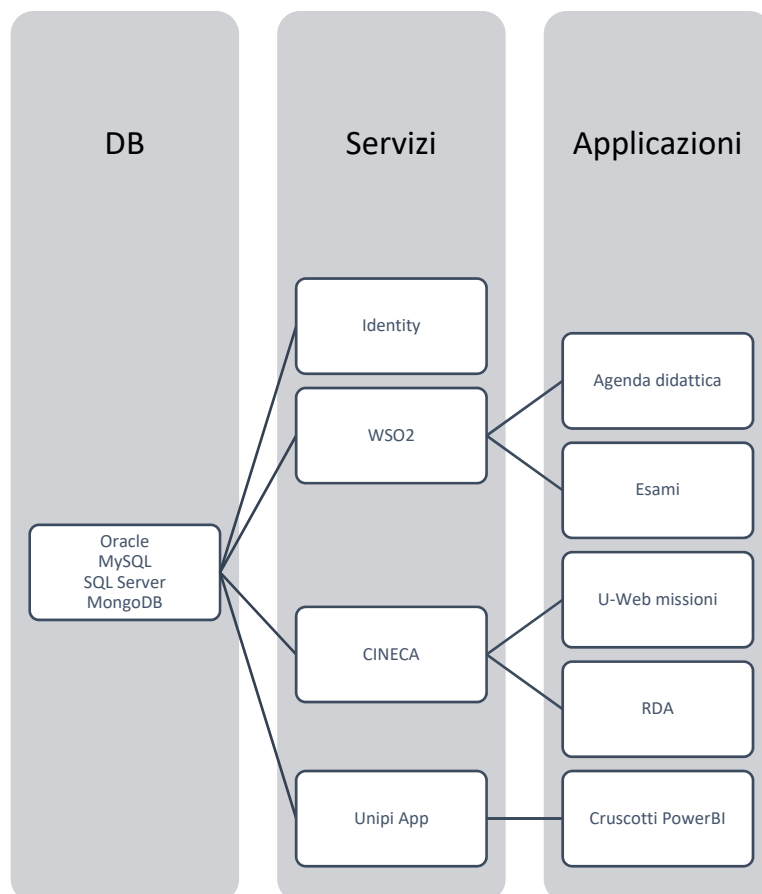 DB
Servizi
Applicazioni
Identity
Agenda didattica
WSO2
Esami
Oracle
MySQL
SQL Server
MongoDB
U-Web missioni
CINECA
RDA
Unipi App
Cruscotti PowerBI